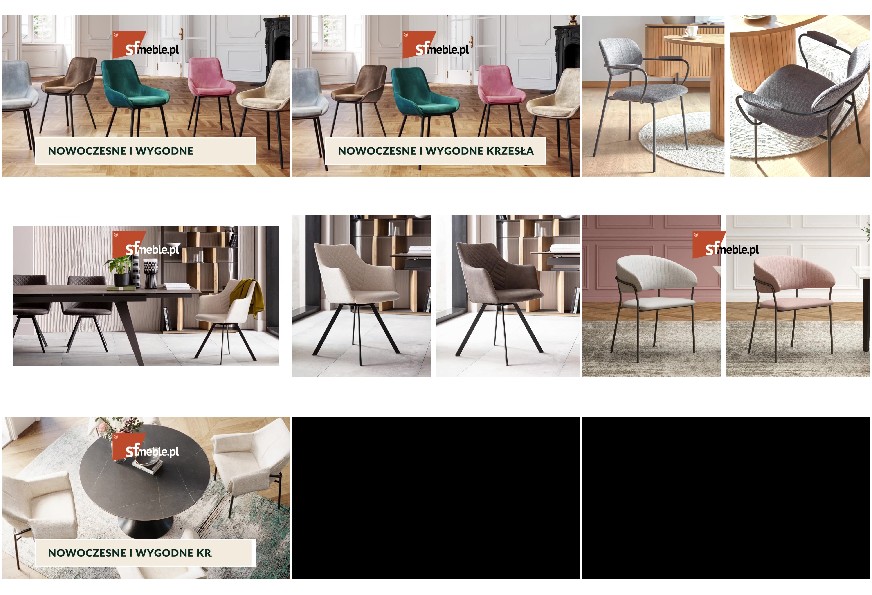 sfmeble.pl
NOWOCZESNE I WYGODNE
sfmeble.pl
NOWOCZESNE I WYGODNE KRZESŁA
sfmeble.pl
sfmeble.pl
sfmeble.pl
NOWOCZESNE I WYGODNE KR